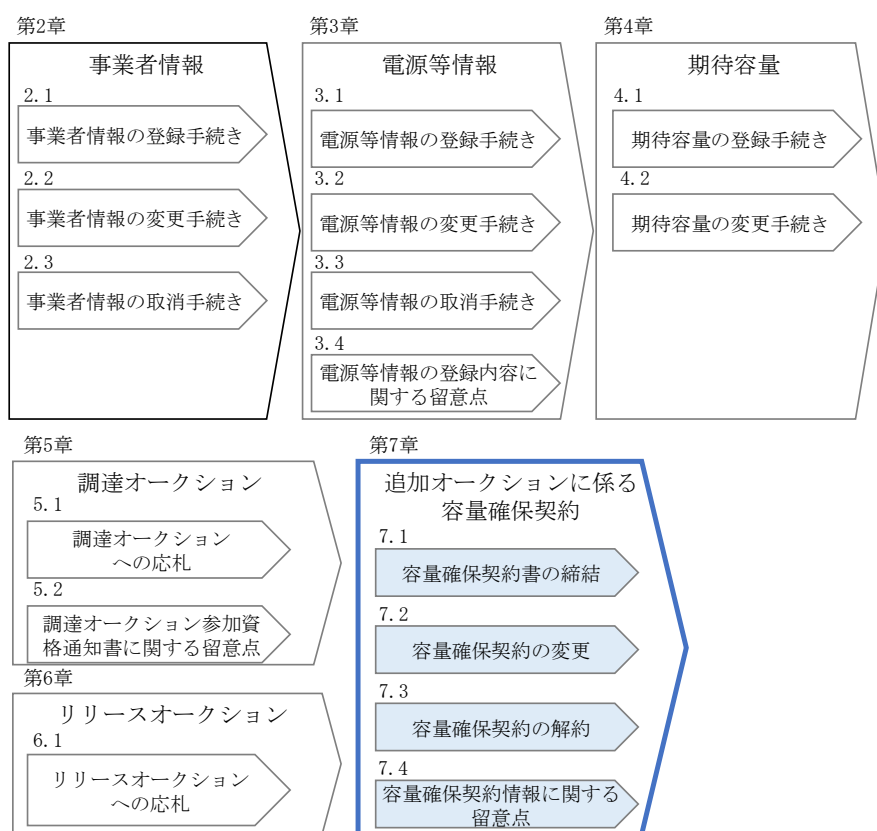 第2章
事業者情報
2.1
事業者情報の登録手続き
2.2
事業者情報の変更手続き
2.3
事業者情報の取消手続き
第3章
電源等情報
3.1
電源等情報の登録手続き
3.2
電源等情報の変更手続き
3.3
電源等情報の取消手続き
3.4
電源等情報の登録内容に
関する留意点
第4章
期待容量
4.1
期待容量の登録手続き
4.2
期待容量の変更手続き
第5章
調達オークション
5.1
調達オークション
への応札
5.2
調達オークション参加資
格通知書に関する留意点
第6章
リリースオークション
6.1
リリースオークション
への応札
第7章
追加オークションに係る
容量確保契約
7.1
容量確保契約書の締結
7.2
容量確保契約の変更
7.3
容量確保契約の解約
7.4
容量確保契約情報に関する
留意点